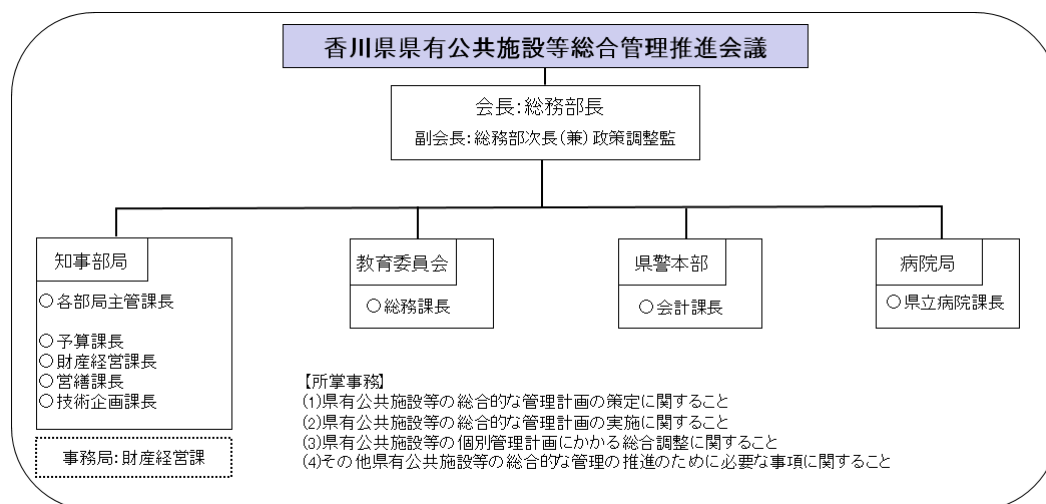 香川県県有公共施設等総合管理推進会議
会長:総務部長
副会長:総務部次長(兼)政策調整監
知事部局
○各部局主管課長
○予算課長
○財産経営課長
○営繕課長
○技術企画課長
事務局:財産経営課
教育委員会
○総務課長
県警本部
○会計課長
病院局
○県立病院課長
【所掌事務】
(1)県有公共施設等の総合的な管理計画の策定に関すること
(2)県有公共施設等の総合的な管理計画の実施に関すること
(3)県有公共施設等の個別管理計画にかかる総合調整に関すること
(4)その他県有公共施設等の総合的な管理の推進のために必要な事項に関すること